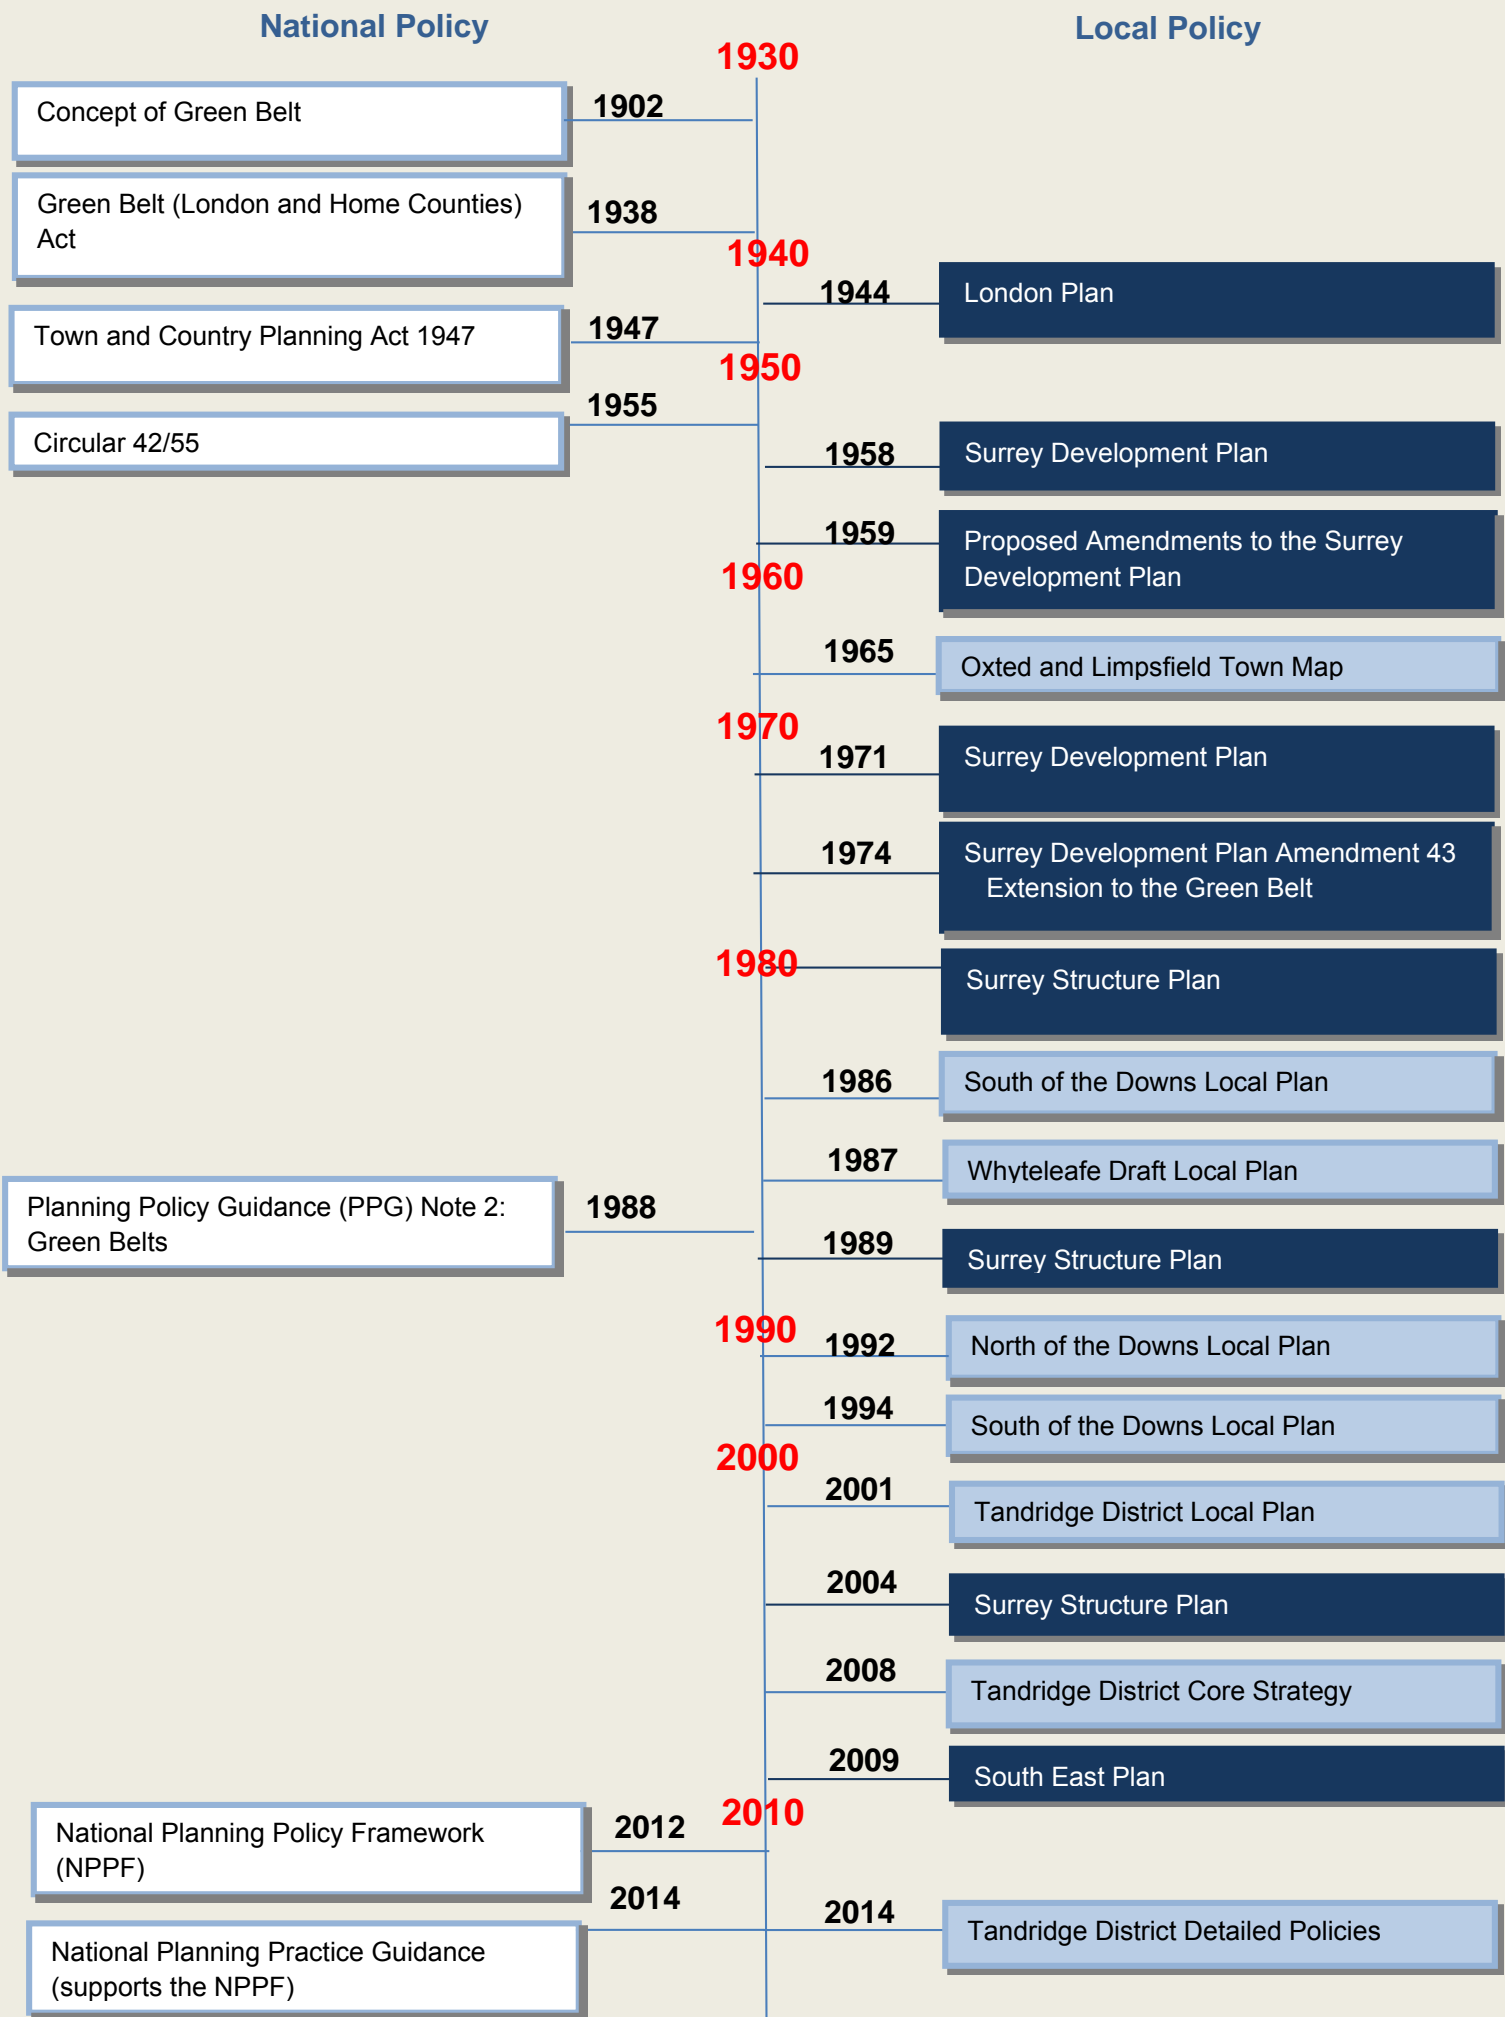 National Policy
Local Policy
1930
Concept of Green Belt
1902
Green Belt (London and Home Counties)
Act
1938
1940
1944
London Plan
Town and Country Planning Act 1947
1947
1950
1955
Circular 42/55
1958
Surrey Development Plan
1959
Proposed Amendments to the Surrey
Development Plan
1960
1965
Oxted and Limpsfield Town Map
1970
1971
Surrey Development Plan
1974
Surrey Development Plan Amendment 43
Extension to the Green Belt
1980
Surrey Structure Plan
1986
South of the Downs Local Plan
1987
Whyteleafe Draft Local Plan
Planning Policy Guidance (PPG) Note 2:
Green Belts
1988
1989
Surrey Structure Plan
1990
1992
North of the Downs Local Plan
1994
South of the Downs Local Plan
2000
2001
Tandridge District Local Plan
2004
Surrey Structure Plan
2008
Tandridge District Core Strategy
2009
South East Plan
2010
National Planning Policy Framework
(NPPF)
2012
2014
2014
Tandridge District Detailed Policies
National Planning Practice Guidance
(supports the NPPF)